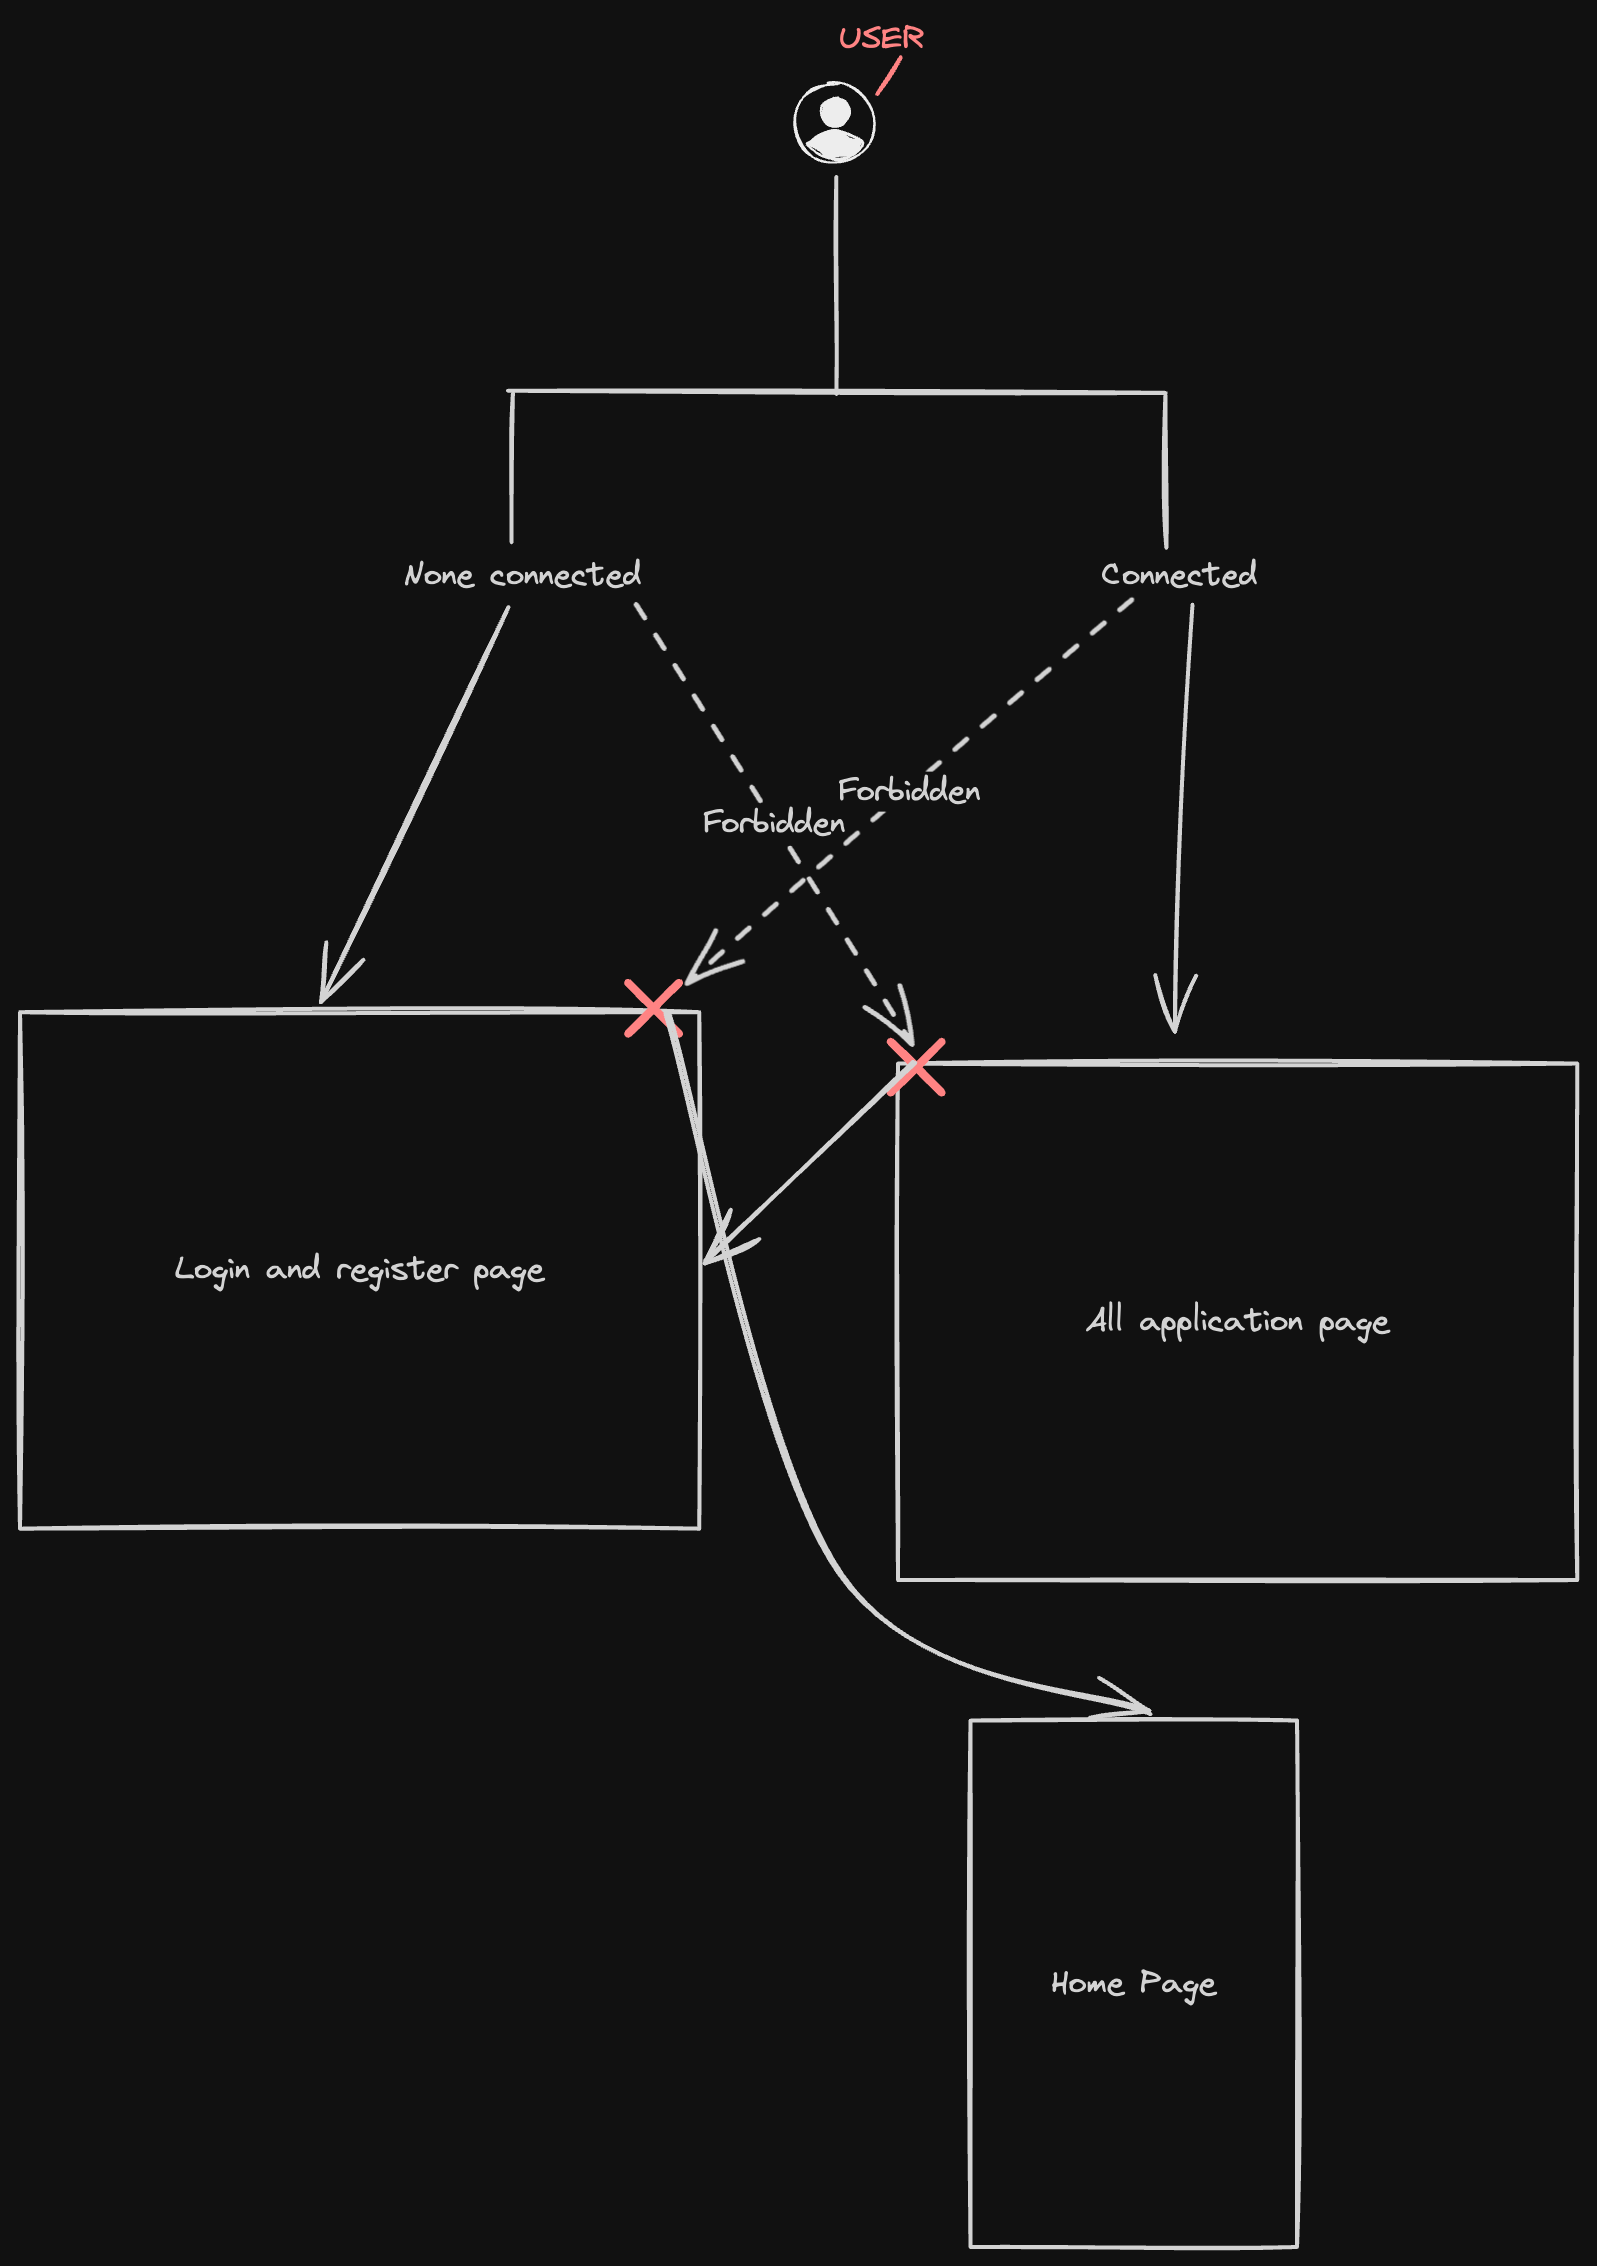 USER
None connected
Connected
Forbidden
Forbidden
Login and register page
All application page
Home Page